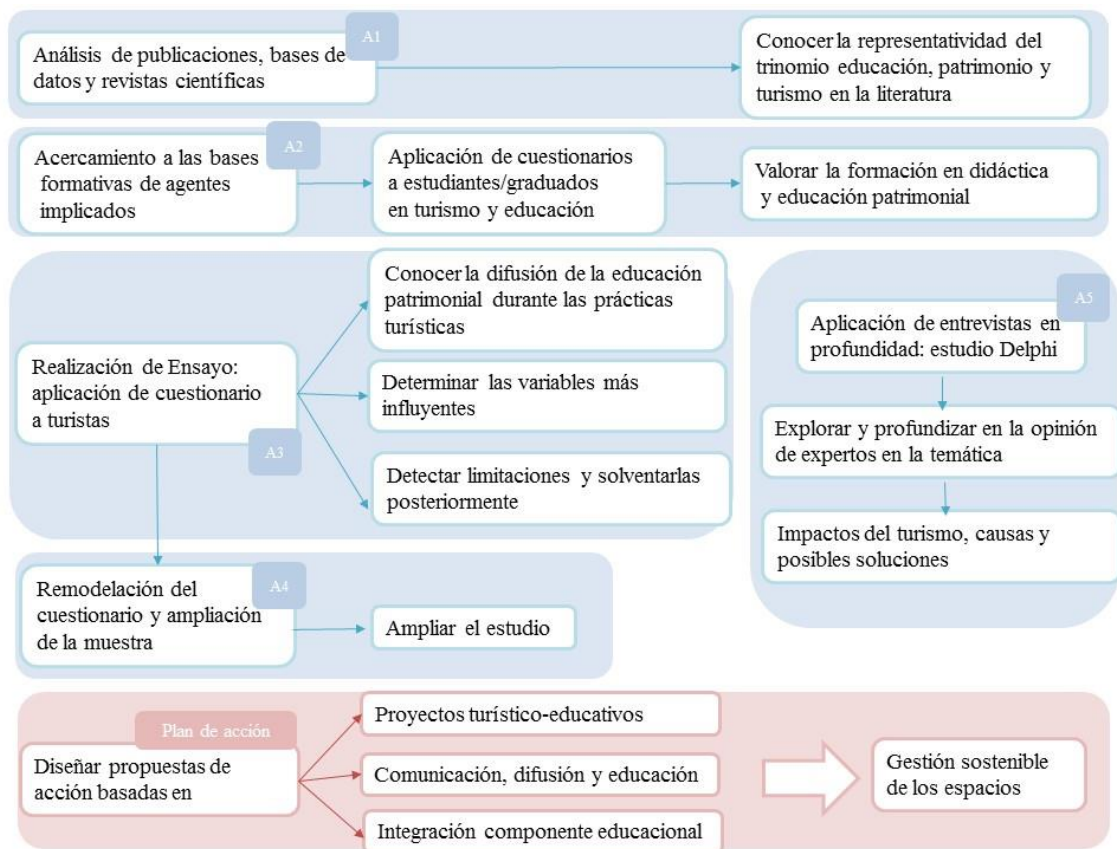 A1
Análisis de publicaciones, bases de
datos y revistas científicas
Conocer la representatividad del
trinomio educación, patrimonio y
turismo en la literatura
A2
Acercamiento a las bases
formativas de agentes
implicados
Aplicación de cuestionarios
a estudiantes/graduados
en turismo y educación
Valorar la formación en didáctica
y educación patrimonial
Realización de Ensayo:
aplicación de cuestionario
a turistas
A3
Conocer la difusión de la educación
patrimonial durante las prácticas
turísticas
Determinar las variables más
influyentes
Detectar limitaciones y solventarlas
posteriormente
A5
Aplicación de entrevistas en
profundidad: estudio Delphi
Explorar y profundizar en la opinión
de expertos en la temática
Impactos del turismo, causas y
posibles soluciones
A4
Remodelación del
cuestionario y ampliación
de la muestra
Ampliar el estudio
Plan de acción
Diseñar propuestas de
acción basadas en
Proyectos turístico-educativos
Comunicación, difusión y educación
Integración componente educacional
Gestión sostenible
de los espacios